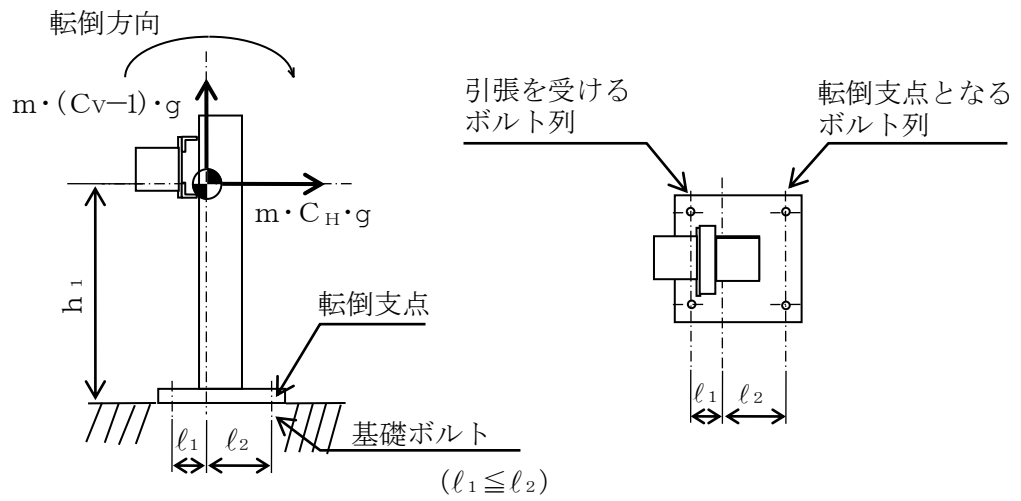 転倒方向
m・(CV－1)・g
m・CH・g
h1
転倒支点
基礎ボルト
ℓ1 ℓ2
(ℓ1≦ℓ2)
引張を受ける
ボルト列
転倒支点となる
ボルト列
ℓ1 ℓ2